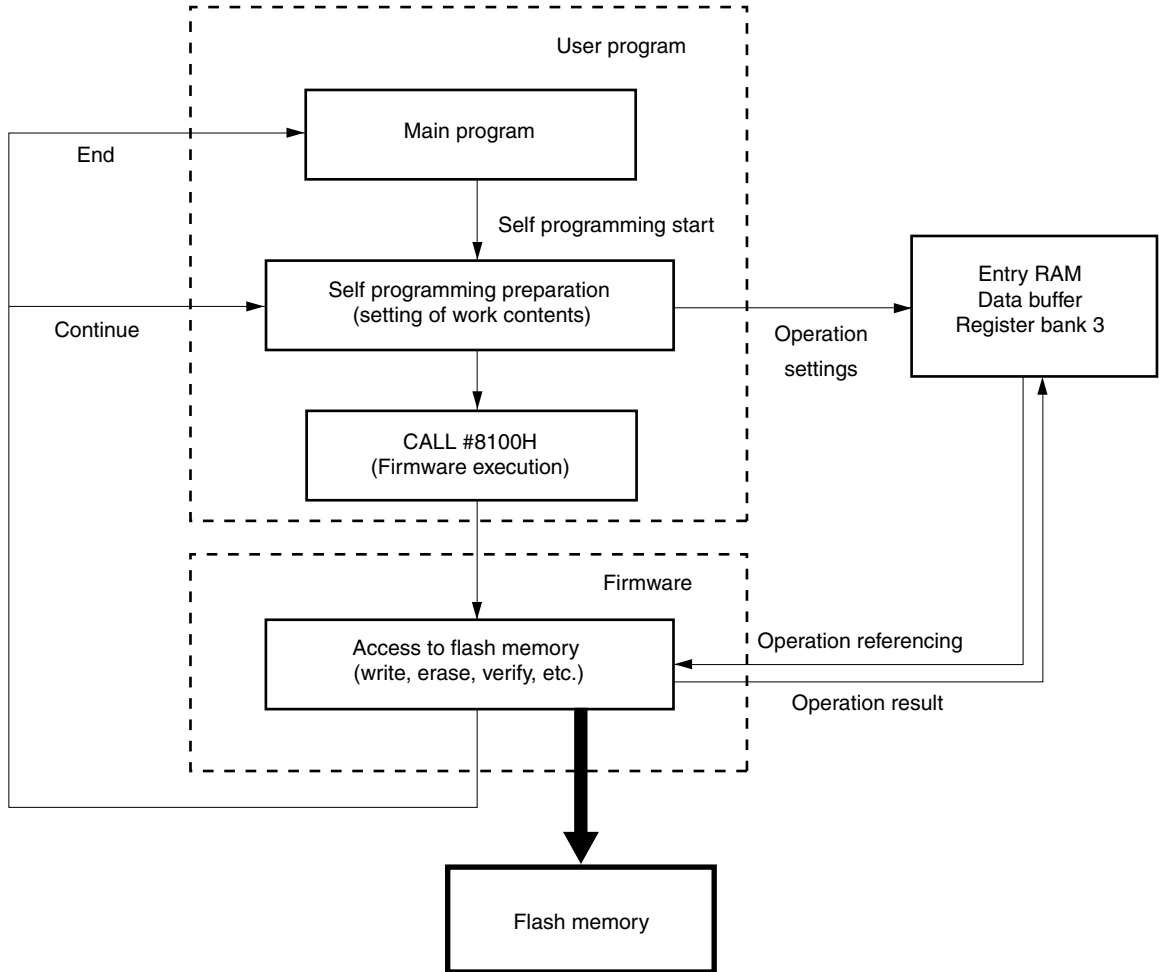 User program
Main program
End
Self programming start
Self programming preparation
(setting of work contents)
Entry RAM
Data buffer
Register bank 3
Continue
Operation
settings
CALL #8100H
(Firmware execution)
Firmware
Access to flash memory
(write, erase, verify, etc.)
Operation referencing
Operation result
Flash memory